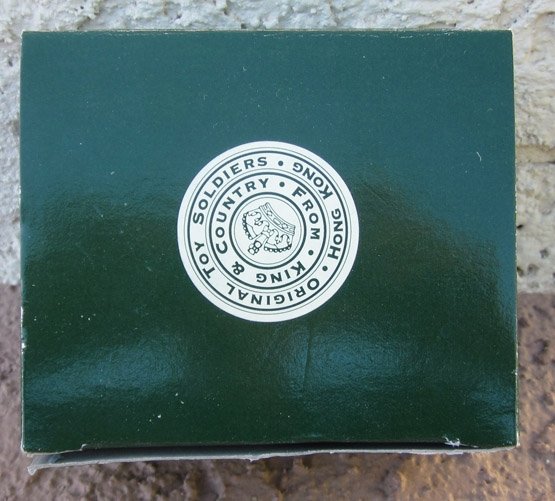 ORIGINAL TOY SOLDIERS • HONG KONG •
FROM • KING & COUNTRY •